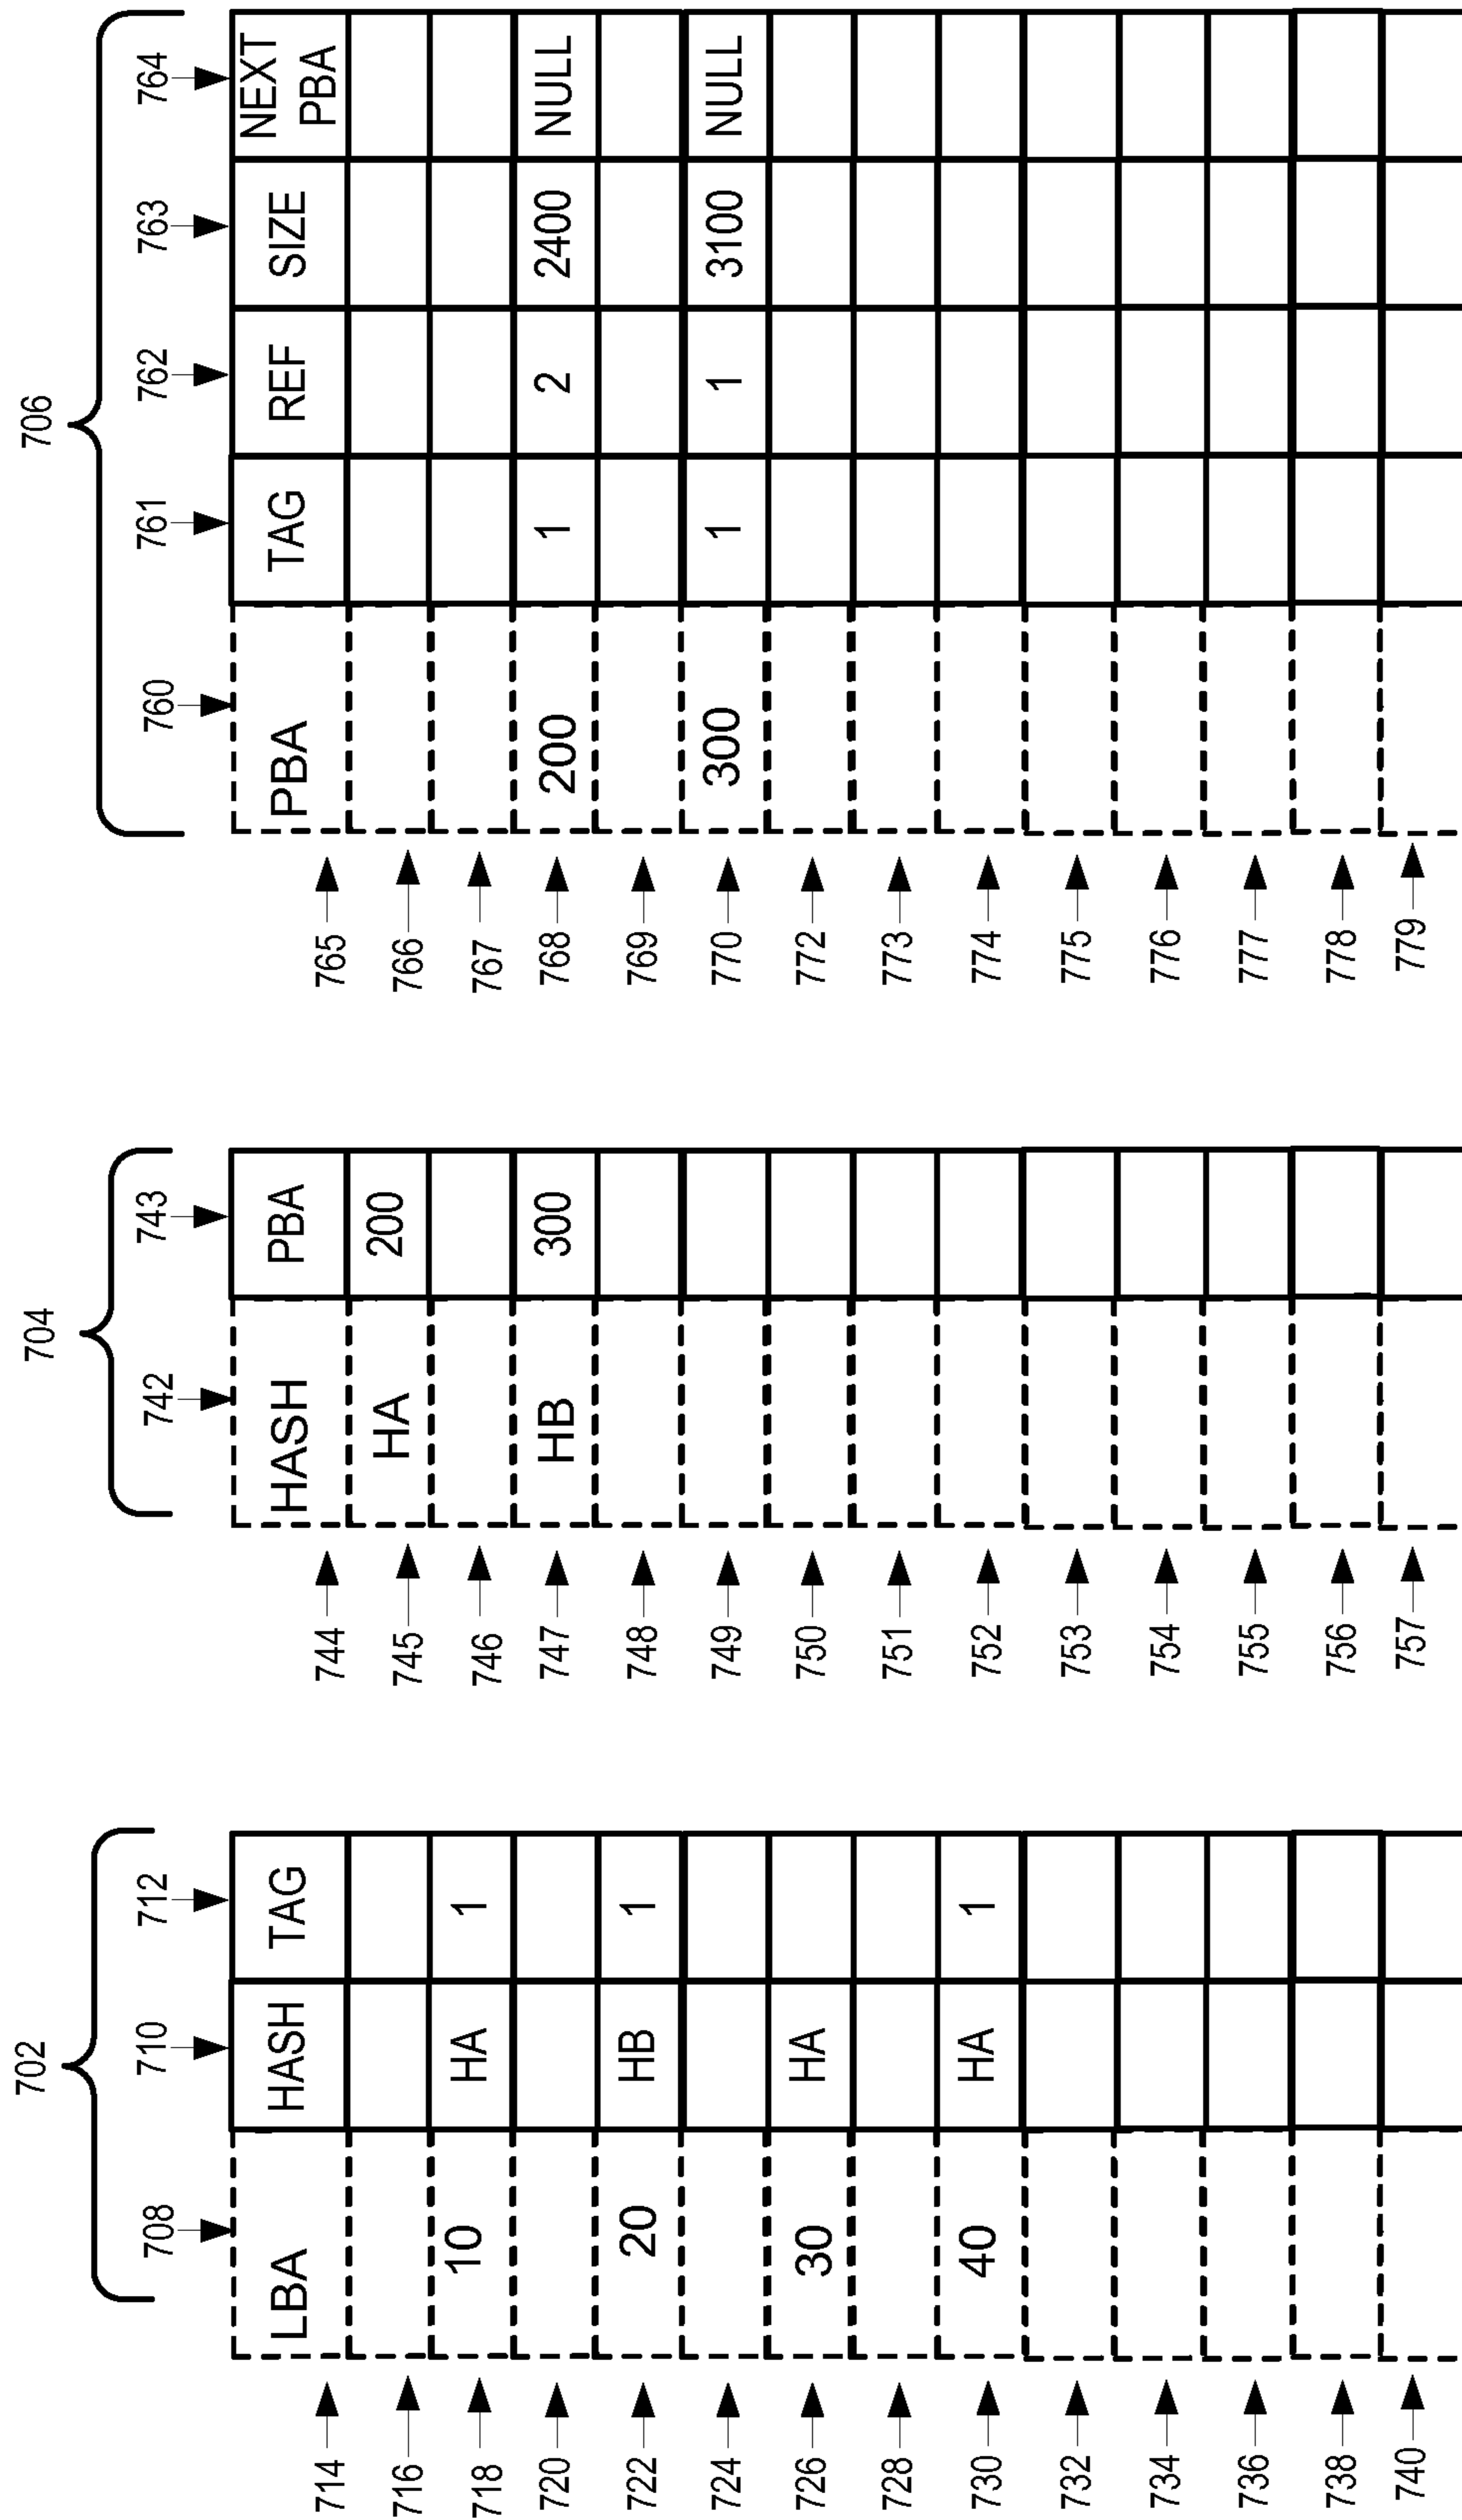 702
708 710 712
714 LBA HASH TAG
716
718 10 HA 1
720
722 20 HB 1
724
726 30 HA
728
730 40 HA 1
732
734
736
738
740
704
742 743
744 HASH PBA
745 HA 200
746
747 HB 300
748
749
750
751
752
753
754
755
756
757
706
760 761 762 763 764
765 PBA TAG REF SIZE NEXT
PBA
766
767
768 200 1 2 2400 NULL
769
770 300 1 1 3100 NULL
772
773
774
775
776
777
778
779